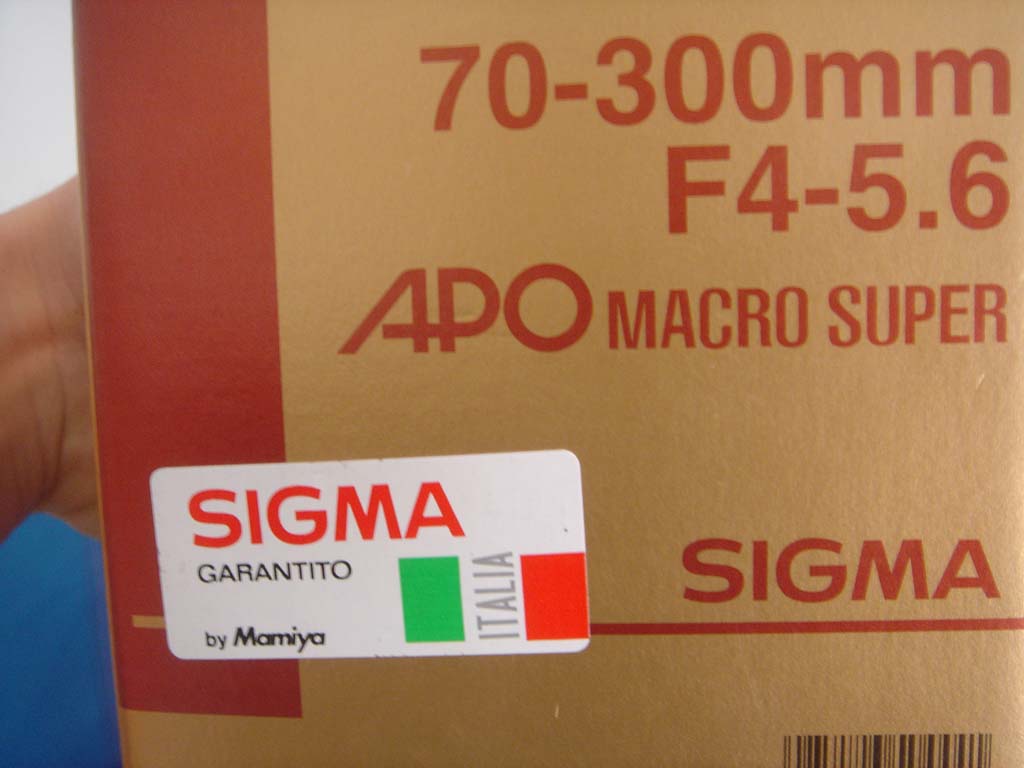 70-300mm
F4-5.6
APO MACRO SUPER
SIGMA
SIGMA
GARANTITO
ITALIA
by Mamiya